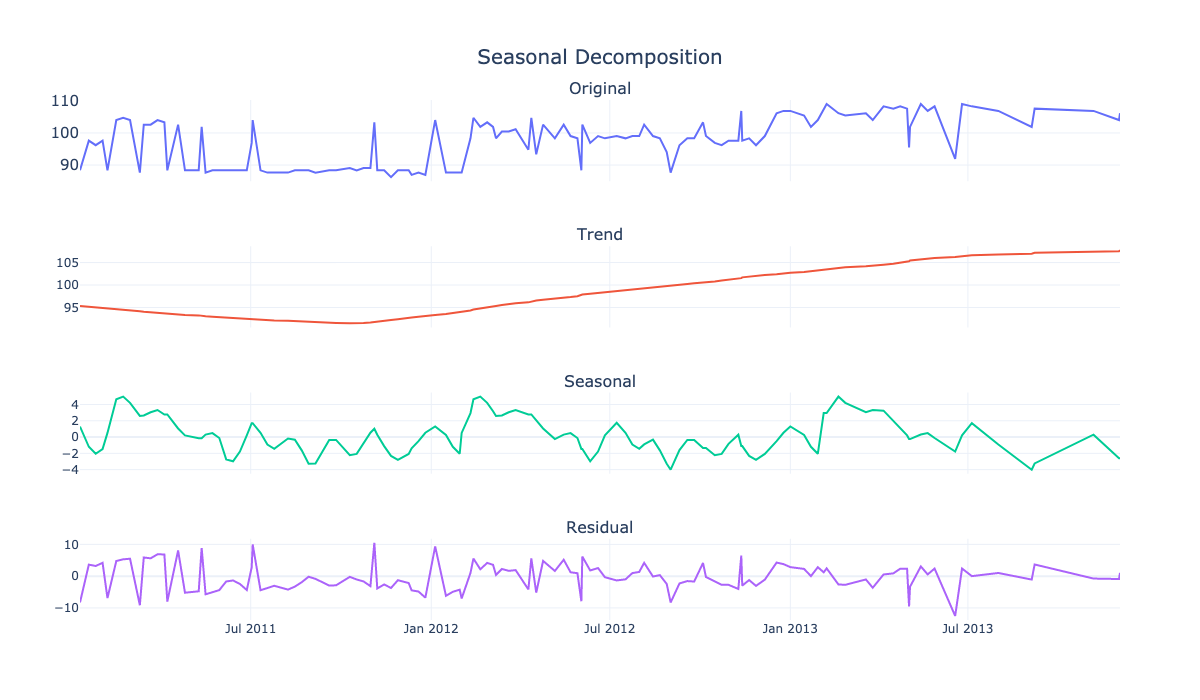 Seasonal Decomposition
Original
110
100
90
Trend
105
100
95
Seasonal
4
2
0
−2
−4
Residual
10
0
−10
Jul 2011
Jan 2012
Jul 2012
Jan 2013
Jul 2013